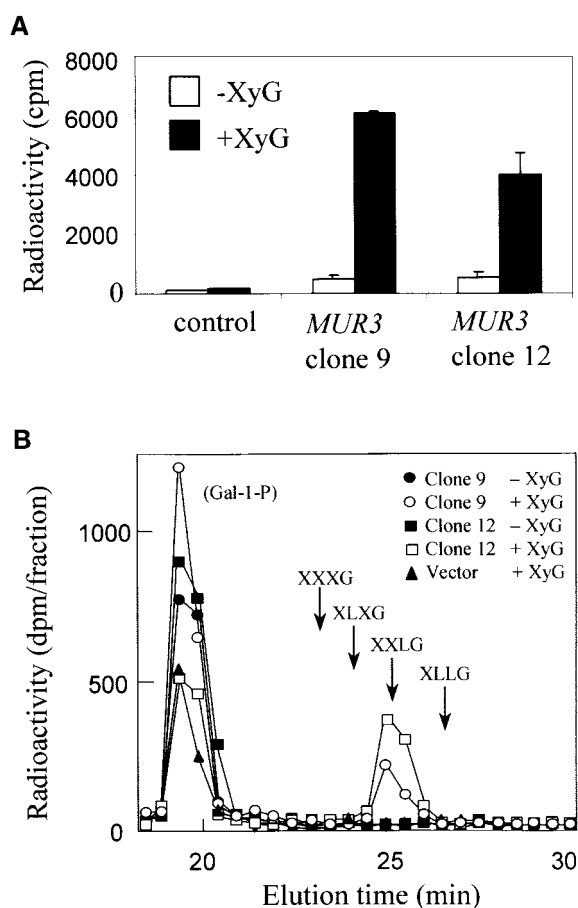 A
Radioactivity (cpm)
8000
6000
4000
2000
0
-XyG
+XyG
control
MUR3
clone 9
MUR3
clone 12
B
Radioactivity (dpm/fraction)
1000
500
0
(Gal-1-P)
Clone 9 – XyG
Clone 9 + XyG
Clone 12 – XyG
Clone 12 + XyG
Vector + XyG
XXXG
XLXG
XXLG
XLLG
20
25
30
Elution time (min)